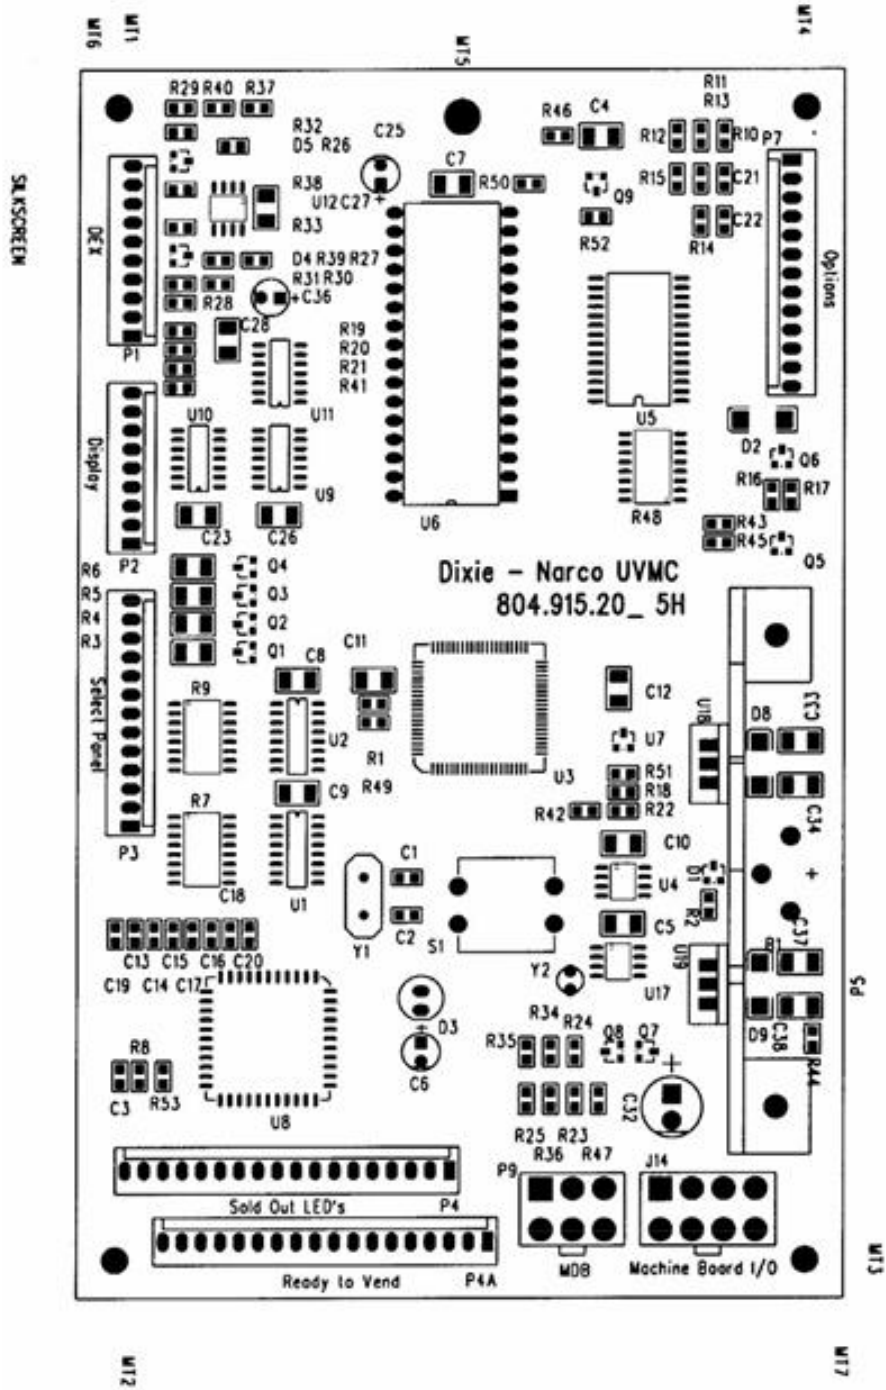 MT6
MT1
MT5
MT4
SILKSCREEN
R29 R40 R37
R32
D5 R26
C25
R38
U12 C27
+
R33
D4 R39 R27
R31 R30
+C36
R28
C28
R19
R20
R21
R41
DEX
P1
C7
R50
R46
C4
Q9
R52
R11
R13
R12
R10
P7
R15
C21
C22
R14
Options
U10
U11
U9
Display
C23
C26
P2
U6
U5
R48
D2
Q6
R16
R17
R43
R45
Q5
R6
R5
R4
R3
Q4
Q3
Q2
Q1
Dixie - Narco UVMC
804.915.20_ 5H
C8
C11
Select Panel
R9
U2
R1
R49
U3
C12
U7
R51
R18
R42
R22
U18
D8
C33
C34
C9
R7
P3
C18
U1
C1
C2
Y1
S1
C10
U4
C5
U17
Y2
D1
R2
U19
+
C37
P5
C13 C15 C16 C20
C19 C14 C17
D3
+
C6
R34
R35
R24
Q8
Q7
D9
C38
R44
R8
C3
R53
U8
+
C32
R25 R23
R36 R47
P9
J14
Sold Out LED's
P4
Ready to Vend
P4A
MDB
Machine Board I/O
MT3
MT2
MT7